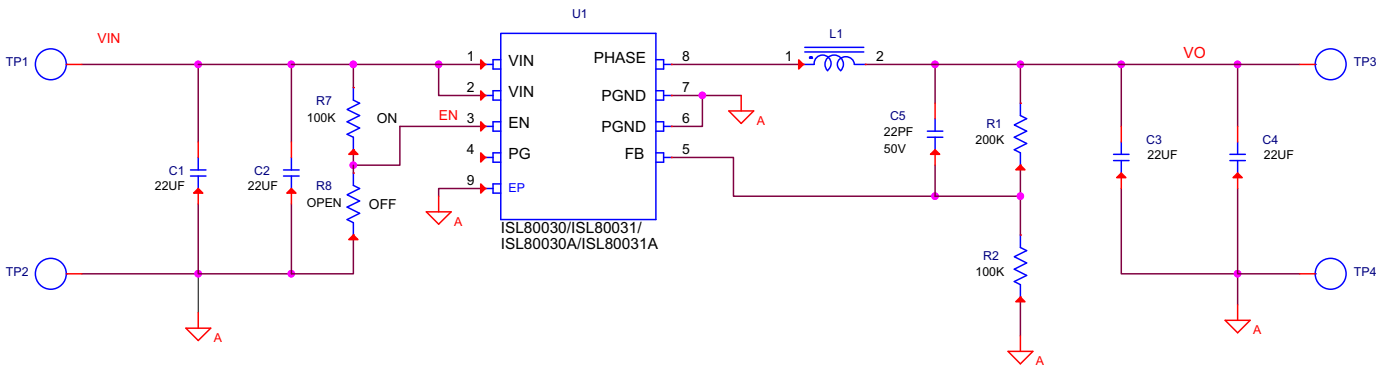 U1
VIN
L1
TP1
1 VIN
PHASE 8
1 2
VO
TP3
2 VIN
PGND 7
A
R7
100K
ON
EN
3 EN
PGND 6
C5
22PF
50V
R1
200K
4 PG
FB 5
C3
22UF
C4
22UF
C1
22UF
C2
22UF
R8
OPEN
OFF
9 EP
A
ISL80030/ISL80031/
ISL80030A/ISL80031A
R2
100K
TP2
TP4
A
A
A